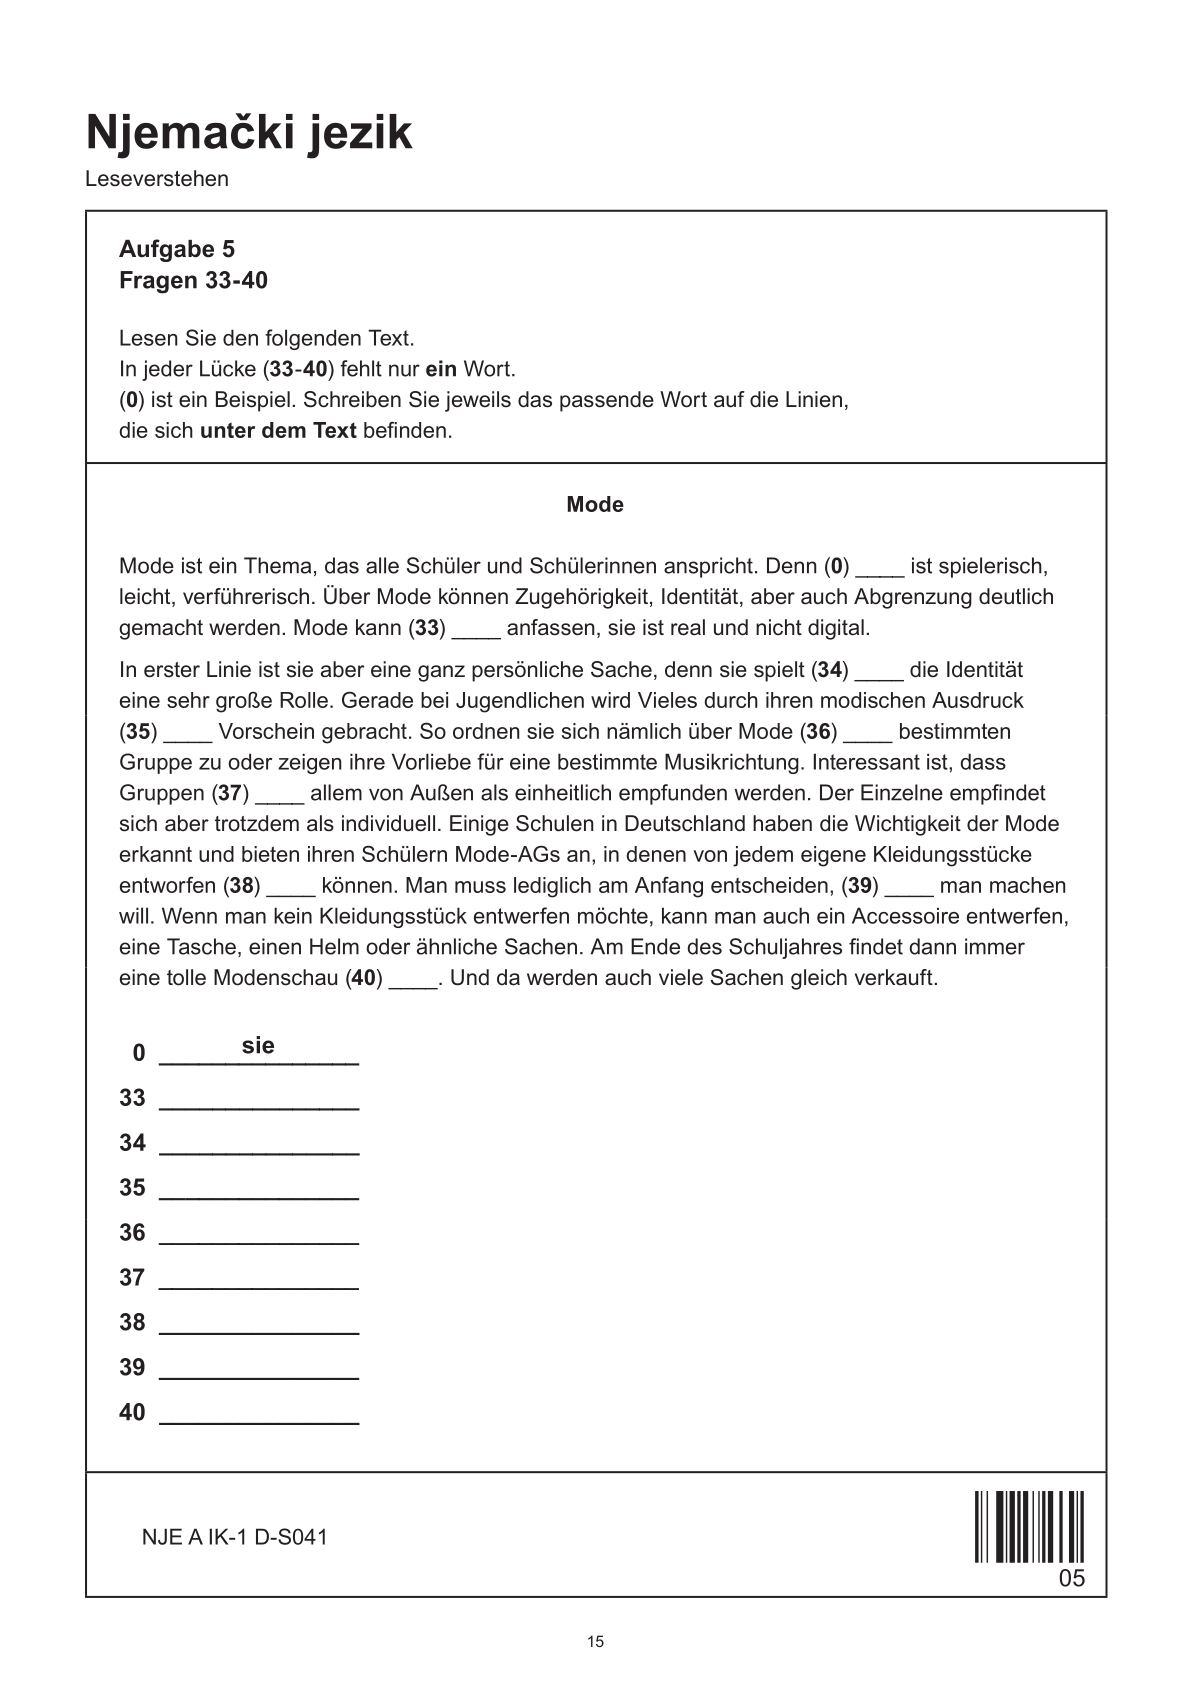 Njemački jezik
Leseverstehen
Aufgabe 5
Fragen 33-40
Lesen Sie den folgenden Text.
In jeder Lücke (33-40) fehlt nur ein Wort.
(0) ist ein Beispiel. Schreiben Sie jeweils das passende Wort auf die Linien,
die sich unter dem Text befinden.
Mode
Mode ist ein Thema, das alle Schüler und Schülerinnen anspricht. Denn (0) ____ ist spielerisch,
leicht, verführerisch. Über Mode können Zugehörigkeit, Identität, aber auch Abgrenzung deutlich
gemacht werden. Mode kann (33) ____ anfassen, sie ist real und nicht digital.
In erster Linie ist sie aber eine ganz persönliche Sache, denn sie spielt (34) ____ die Identität
eine sehr große Rolle. Gerade bei Jugendlichen wird Vieles durch ihren modischen Ausdruck
(35) ____ Vorschein gebracht. So ordnen sie sich nämlich über Mode (36) ____ bestimmten
Gruppe zu oder zeigen ihre Vorliebe für eine bestimmte Musikrichtung. Interessant ist, dass
Gruppen (37) ____ allem von Außen als einheitlich empfunden werden. Der Einzelne empfindet
sich aber trotzdem als individuell. Einige Schulen in Deutschland haben die Wichtigkeit der Mode
erkannt und bieten ihren Schülern Mode-AGs an, in denen von jedem eigene Kleidungsstücke
entworfen (38) ____ können. Man muss lediglich am Anfang entscheiden, (39) ____ man machen
will. Wenn man kein Kleidungsstück entwerfen möchte, kann man auch ein Accessoire entwerfen,
eine Tasche, einen Helm oder ähnliche Sachen. Am Ende des Schuljahres findet dann immer
eine tolle Modenschau (40) ____. Und da werden auch viele Sachen gleich verkauft.
0 sie
33 _______________
34 _______________
35 _______________
36 _______________
37 _______________
38 _______________
39 _______________
40 _______________
NJE A IK-1 D-S041
05
15